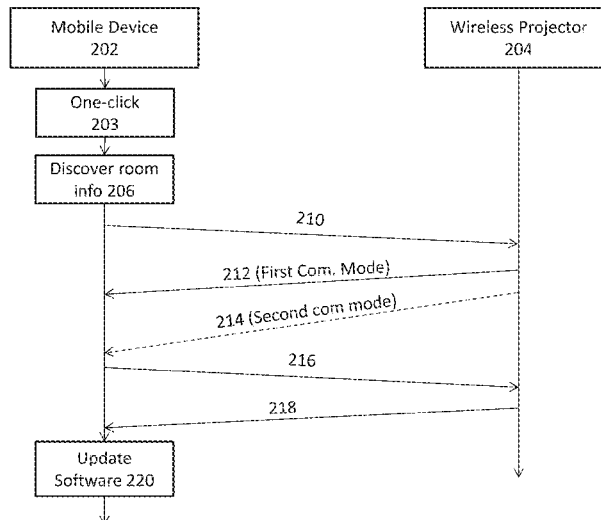 Mobile Device
202
Wireless Projector
204
One-click
203
Discover room
info 206
210
212 (First Com. Mode)
214 (Second com mode)
216
218
Update
Software 220